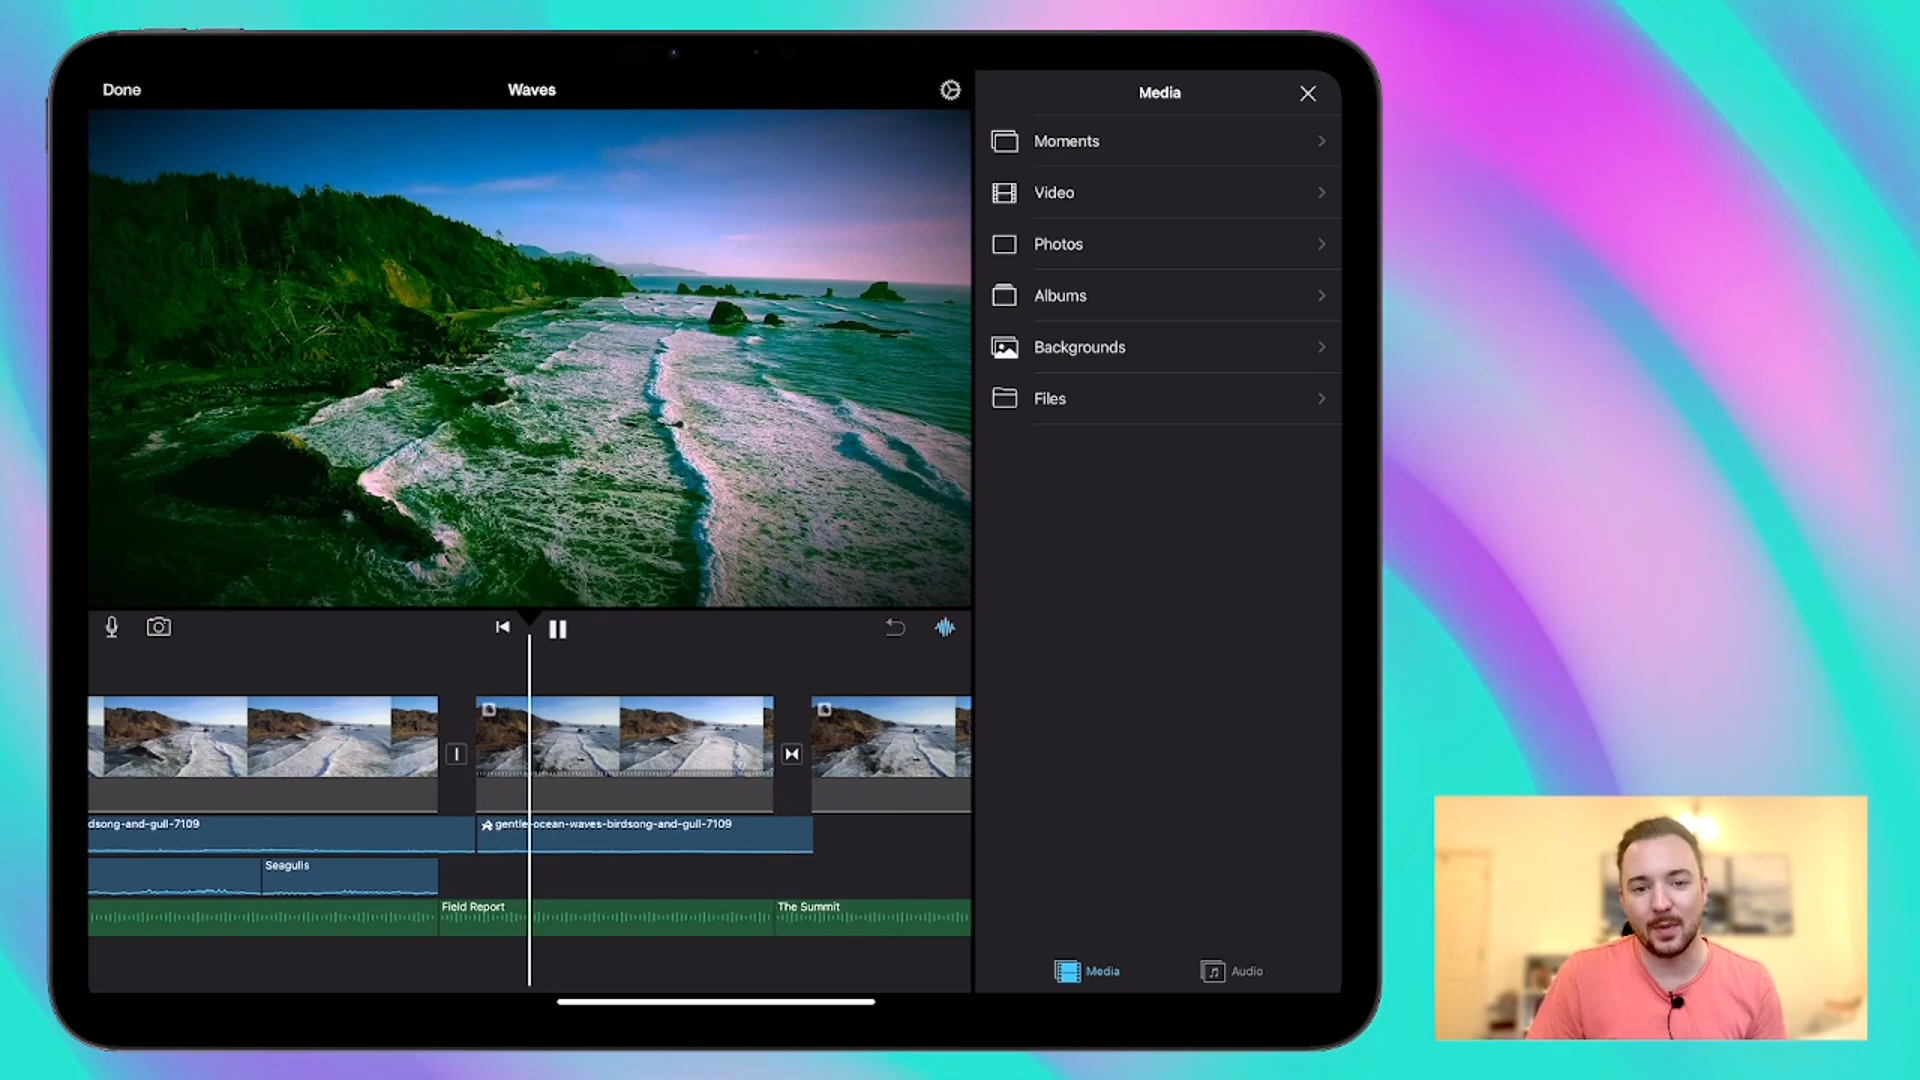 Done
Waves
Media
Moments
Video
Photos
Albums
Backgrounds
Files
dsong-and-gull-7109
gentle-ocean-waves-birdsong-and-gull-7109
Seagulls
Field Report
The Summit
Media
Audio